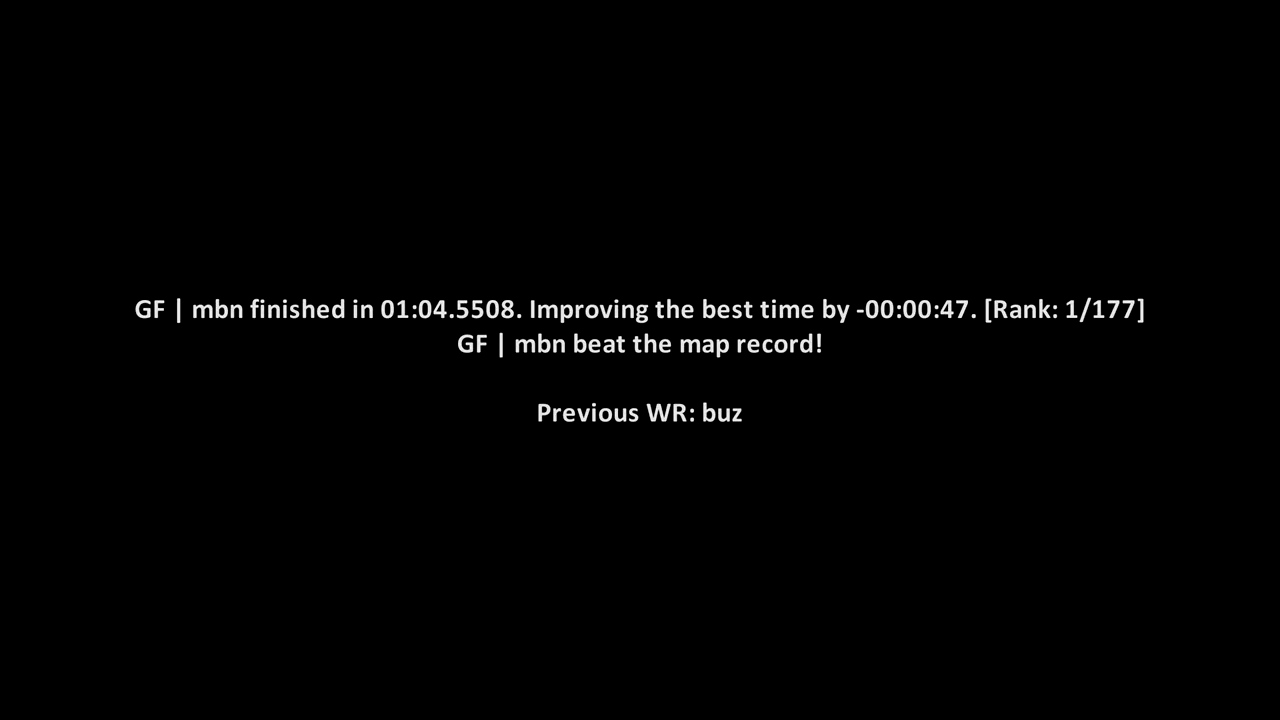 GF | mbn finished in 01:04.5508. Improving the best time by -00:00:47. [Rank: 1/177]
GF | mbn beat the map record!
Previous WR: buz